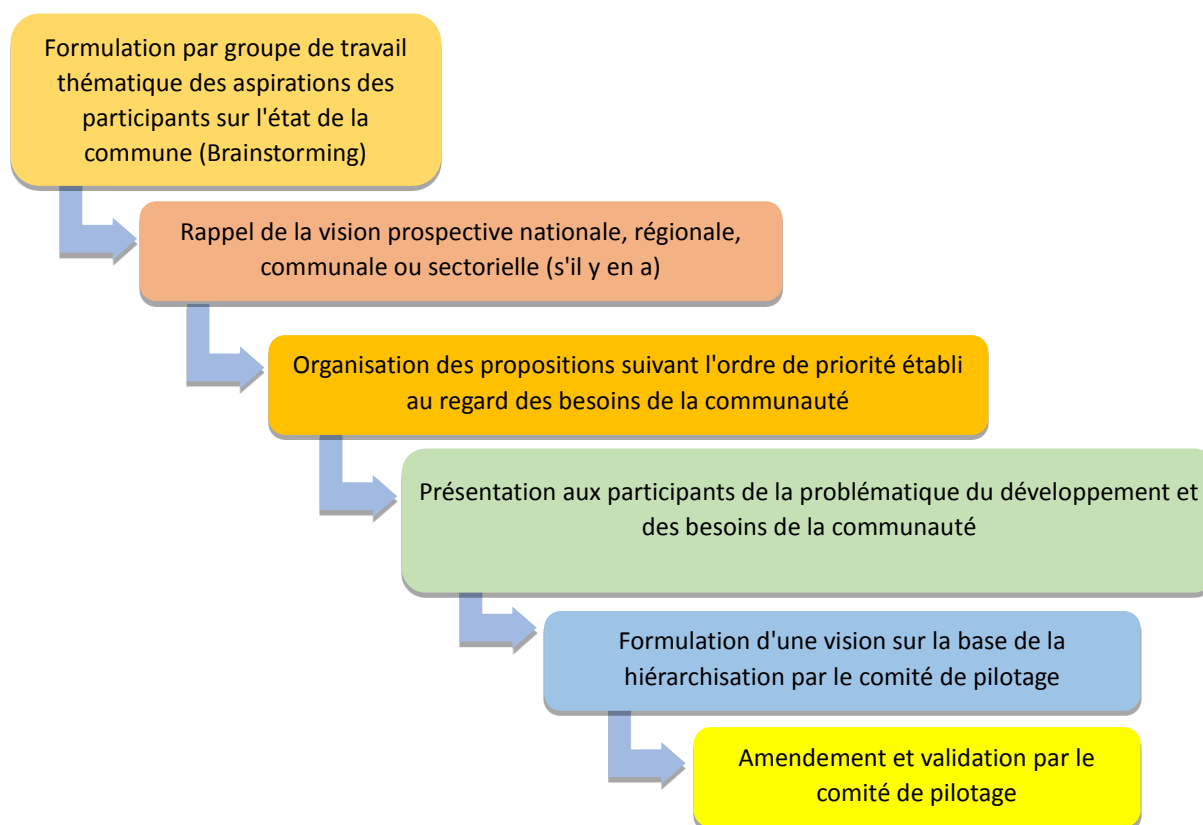 Formulation par groupe de travail
thématique des aspirations des
participants sur l'état de la
commune (Brainstorming)
Rappel de la vision prospective nationale, régionale,
communale ou sectorielle (s'il y en a)
Organisation des propositions suivant l'ordre de priorité établi
au regard des besoins de la communauté
Présentation aux participants de la problématique du développement et
des besoins de la communauté
Formulation d'une vision sur la base de la
hiérarchisation par le comité de pilotage
Amendement et validation par le
comité de pilotage